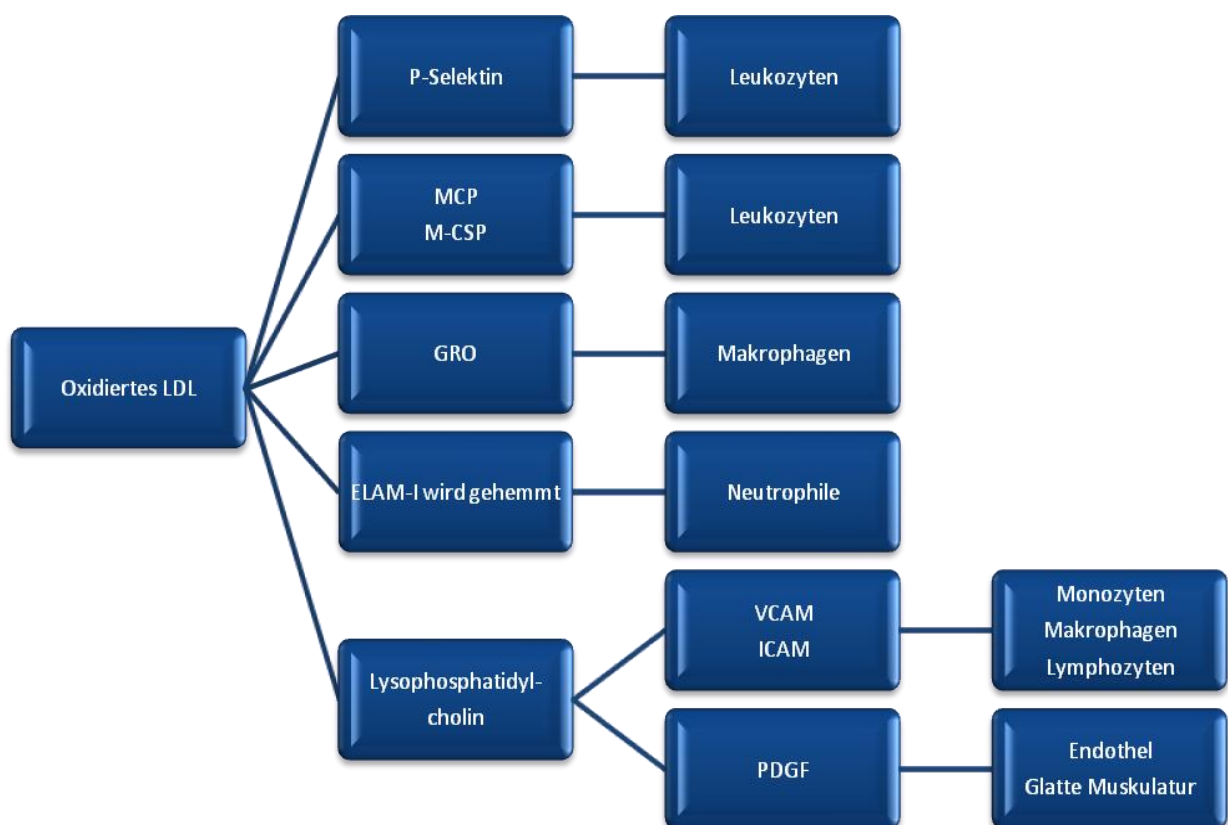 P-Selektin
Leukozyten
MCP
M-CSP
Leukozyten
GRO
Makrophagen
Oxidiertes LDL
ELAM-I wird gehemmt
Neutrophile
Lysophosphatidyl-
cholin
VCAM
ICAM
Monozyten
Makrophagen
Lymphozyten
PDGF
Endothel
Glatte Muskulatur